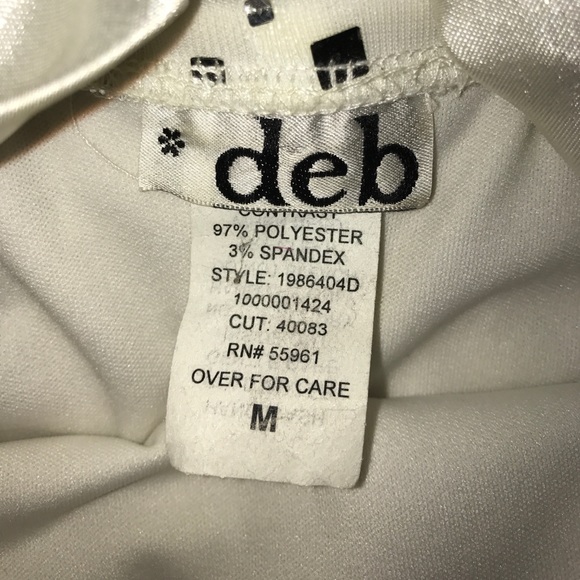 * deb
CONTRAST
97% POLYESTER
3% SPANDEX
STYLE: 1986404D
1000001424
CUT: 40083
RN# 55961
OVER FOR CARE
M